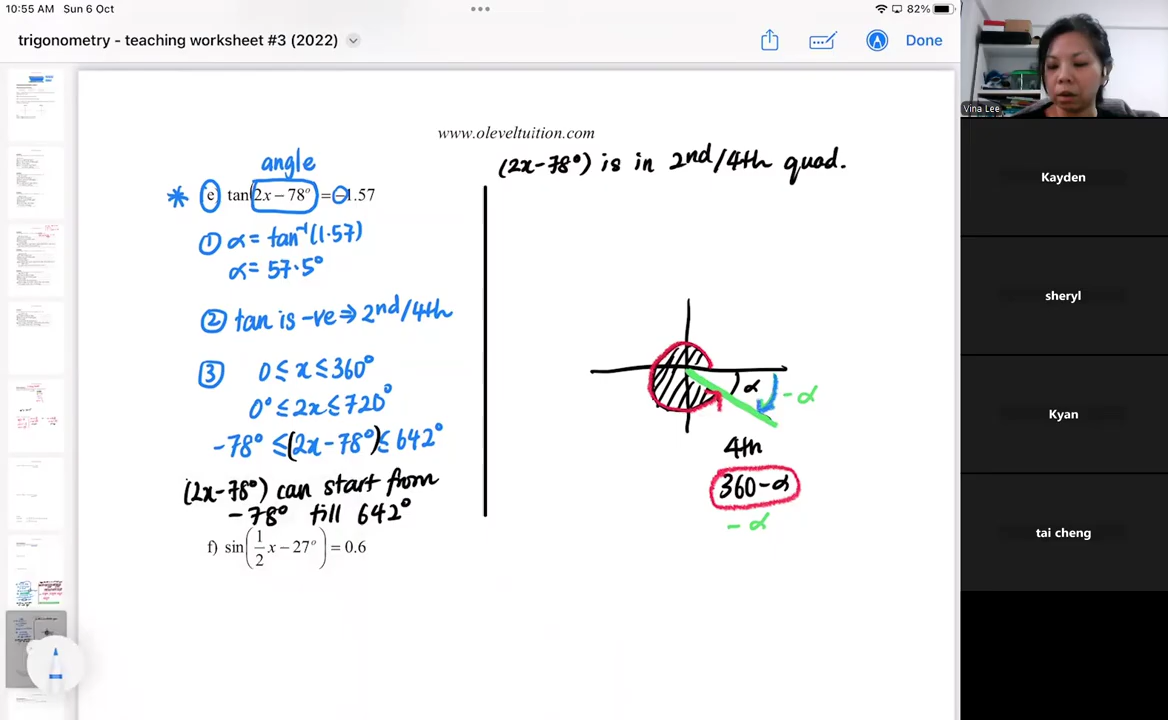 10:55 AM Sun 6 Oct
82%
trigonometry - teaching worksheet #3 (2022)
Done
www.oleveltuition.com
angle
* e tan(2x – 78° = –1.57
① α = tan⁻¹(1.57)
α = 57.5°
② tan is -ve ⇒ 2nd/4th
③ 0 ≤ x ≤ 360°
0° ≤ 2x ≤ 720°
-78° ≤ (2x - 78°) ≤ 642°
(2x-78°) can start from
-78° till 642°
f) sin(1/2 x – 27°) = 0.6
(2x-78°) is in 2nd/4th quad.
α
-α
4th
360-α
-α
Vina Lee
Kayden
sheryl
Kyan
tai cheng